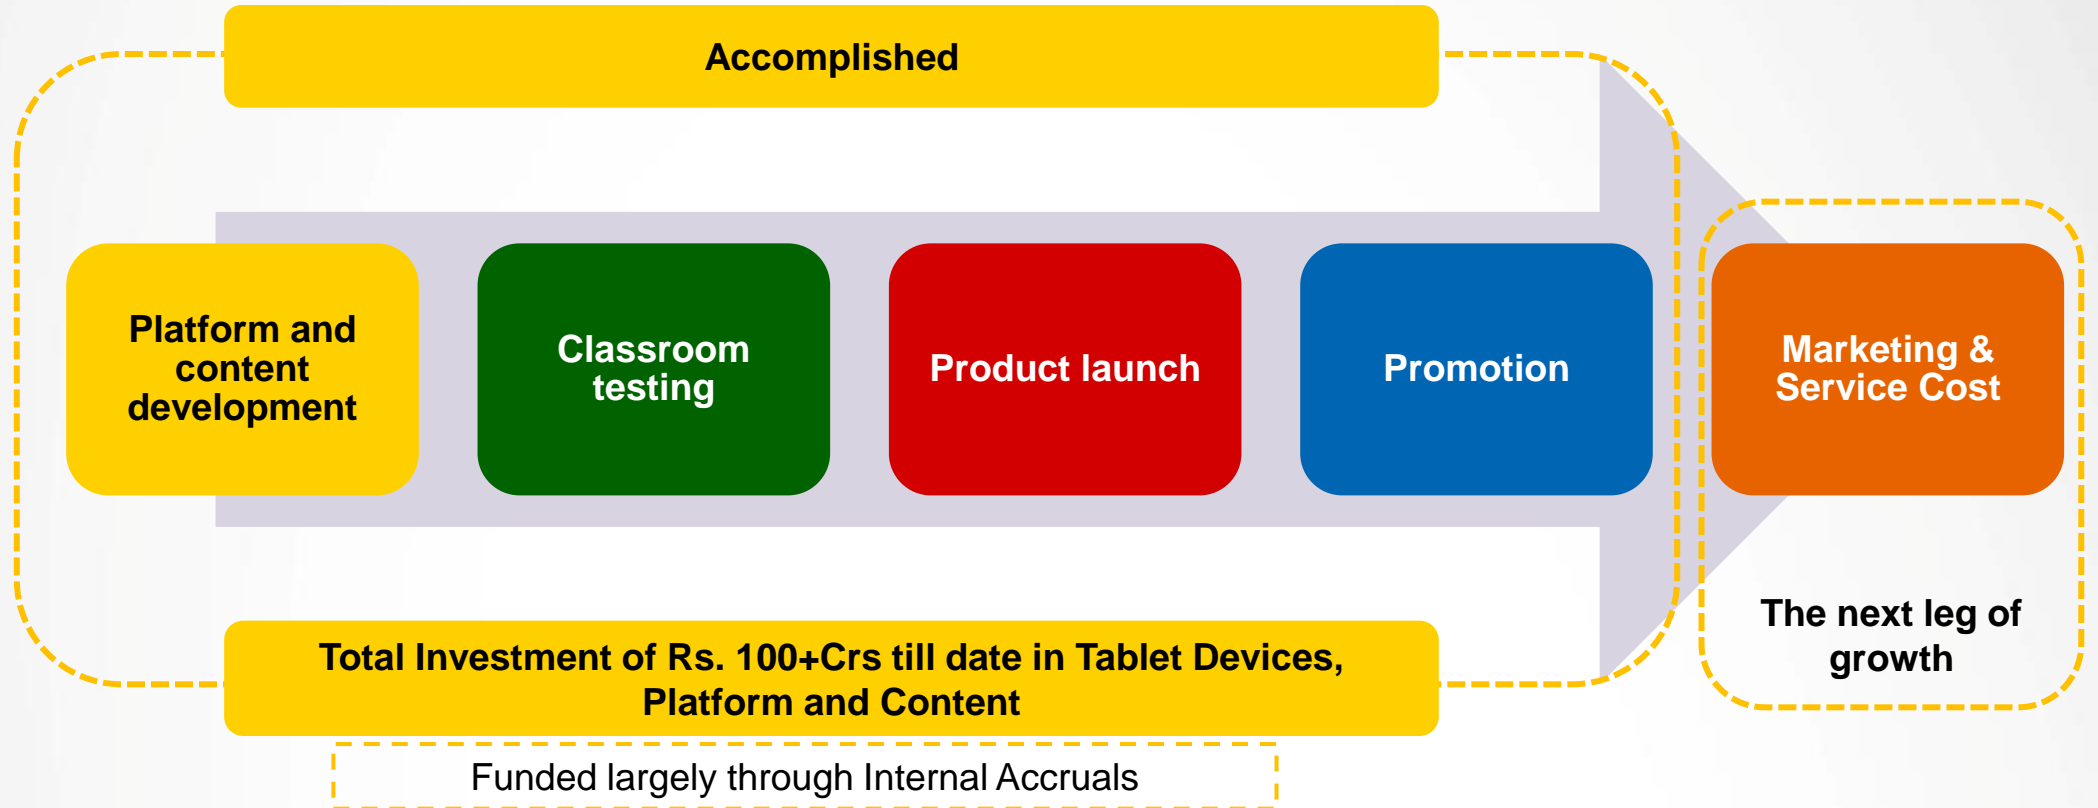 Accomplished
Platform and
content
development
Classroom
testing
Product launch
Promotion
Marketing &
Service Cost
The next leg of
growth
Total Investment of Rs. 100+Crs till date in Tablet Devices,
Platform and Content
Funded largely through Internal Accruals